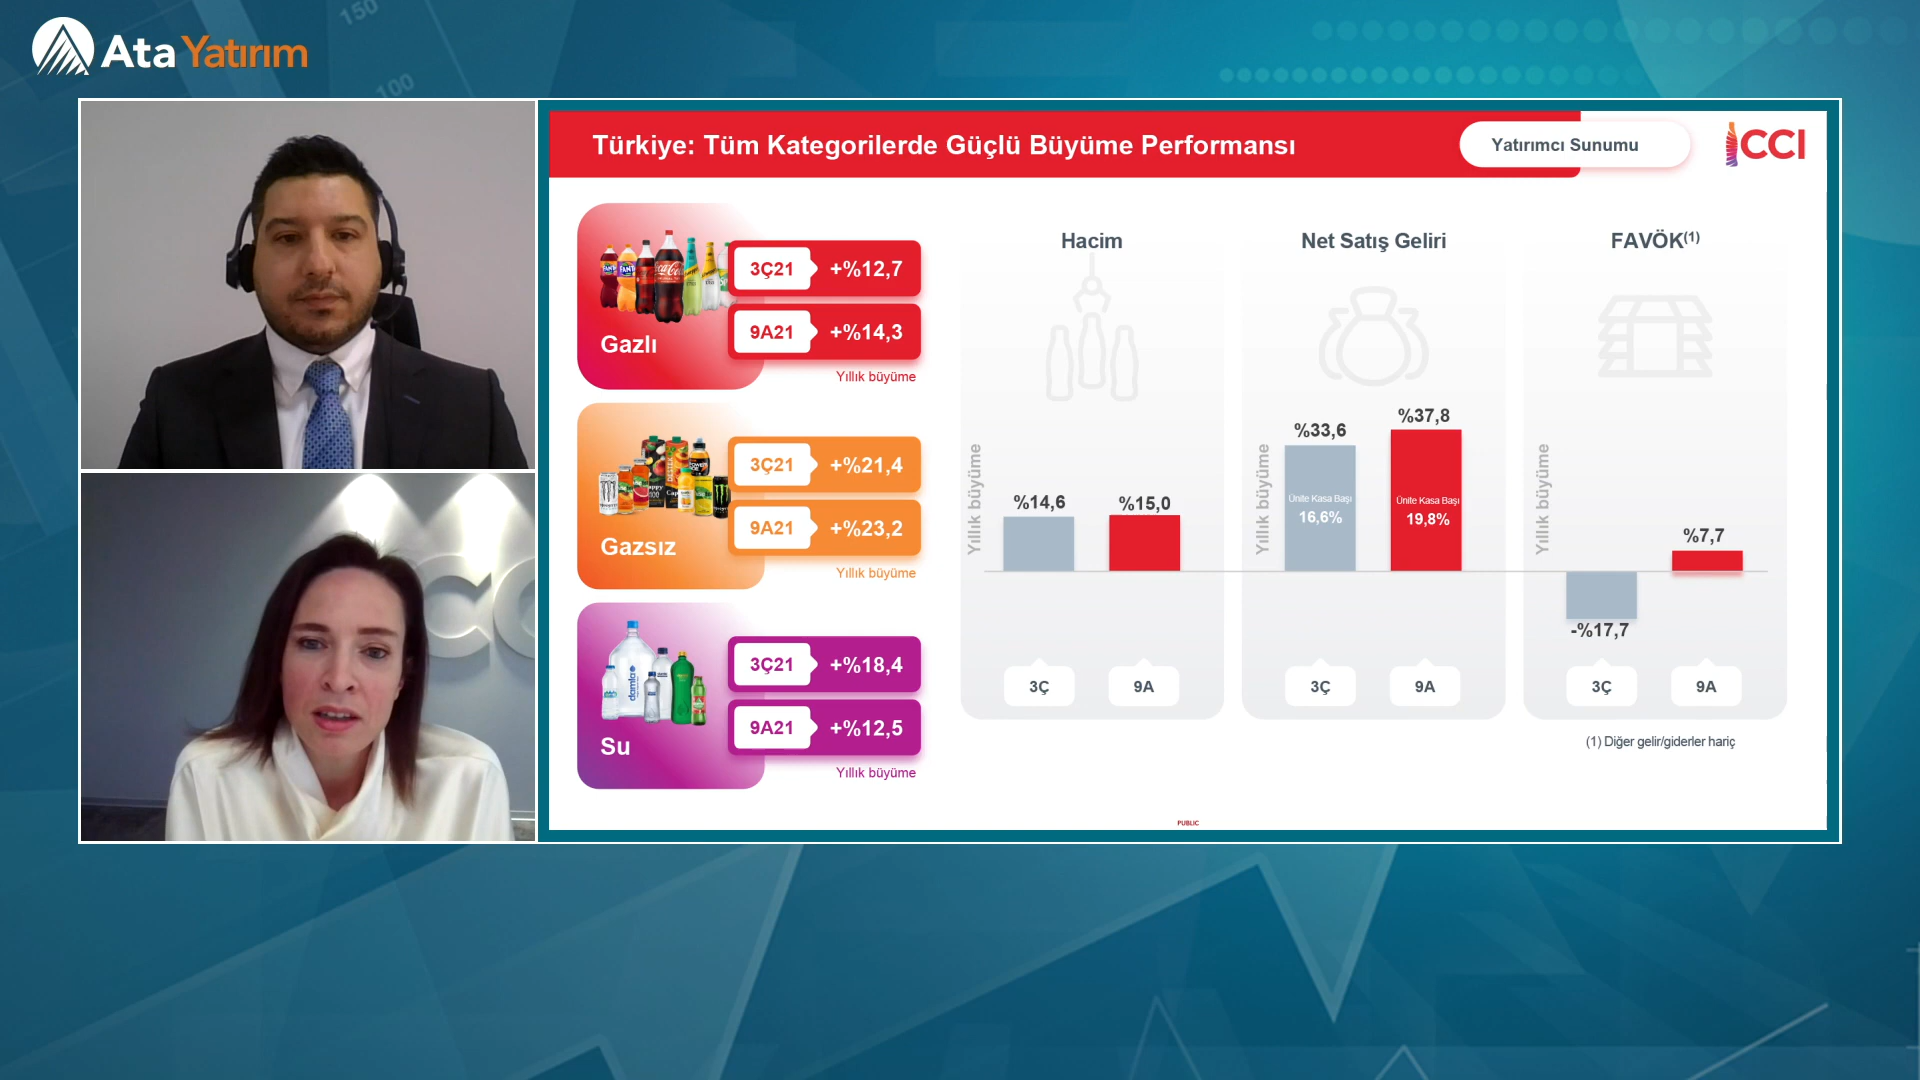 150
100
Ata Yatırım
Türkiye: Tüm Kategorilerde Güçlü Büyüme Performansı
Yatırımcı Sunumu
CCI
Gazlı
3Ç21 +%12,7
9A21 +%14,3
Yıllık büyüme
Gazsız
3Ç21 +%21,4
9A21 +%23,2
Yıllık büyüme
Su
damla
3Ç21 +%18,4
9A21 +%12,5
Yıllık büyüme
Hacim
Yıllık büyüme
%14,6
%15,0
3Ç
9A
Net Satış Geliri
Yıllık büyüme
%33,6
%37,8
Ünite Kasa Başı
16,6%
Ünite Kasa Başı
19,8%
3Ç
9A
FAVÖK(1)
Yıllık büyüme
-%17,7
%7,7
3Ç
9A
(1) Diğer gelir/giderler hariç
PUBLIC